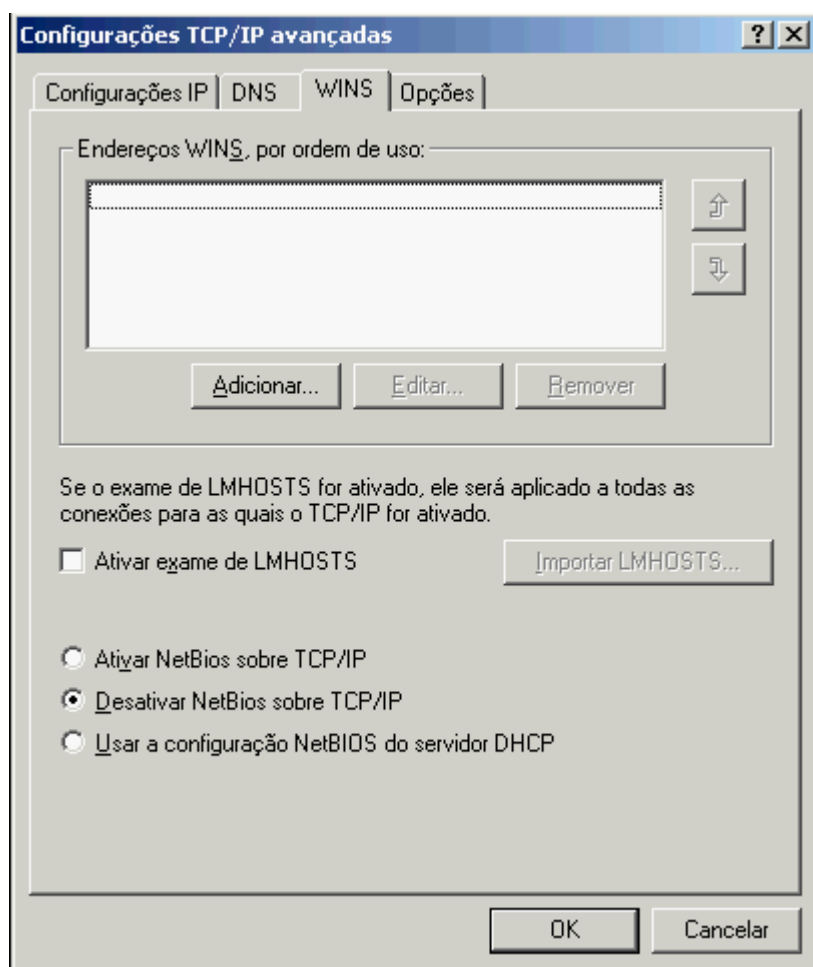 Configurações TCP/IP avançadas
Configurações IP DNS WINS Opções
Endereços WINS, por ordem de uso:
Adicionar... Editar... Remover
Se o exame de LMHOSTS for ativado, ele será aplicado a todas as
conexões para as quais o TCP/IP for ativado.
Ativar exame de LMHOSTS Importar LMHOSTS...
Ativar NetBios sobre TCP/IP
Desativar NetBios sobre TCP/IP
Usar a configuração NetBIOS do servidor DHCP
OK Cancelar